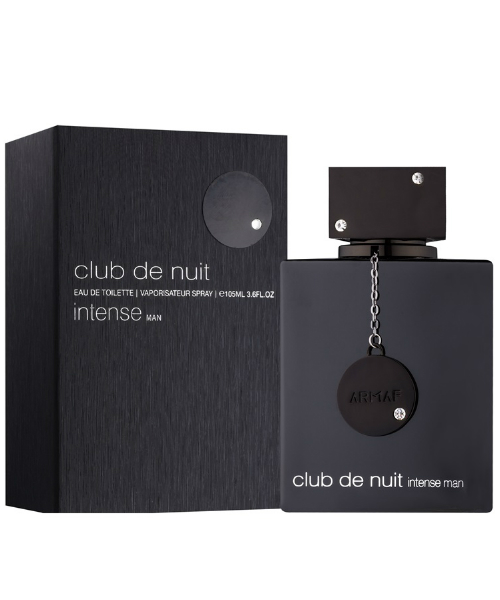 club de nuit
EAU DE TOILETTE | VAPORISATEUR SPRAY | ℮105ML 3.6FL.OZ
intense MAN
ARMAF
club de nuit intense man